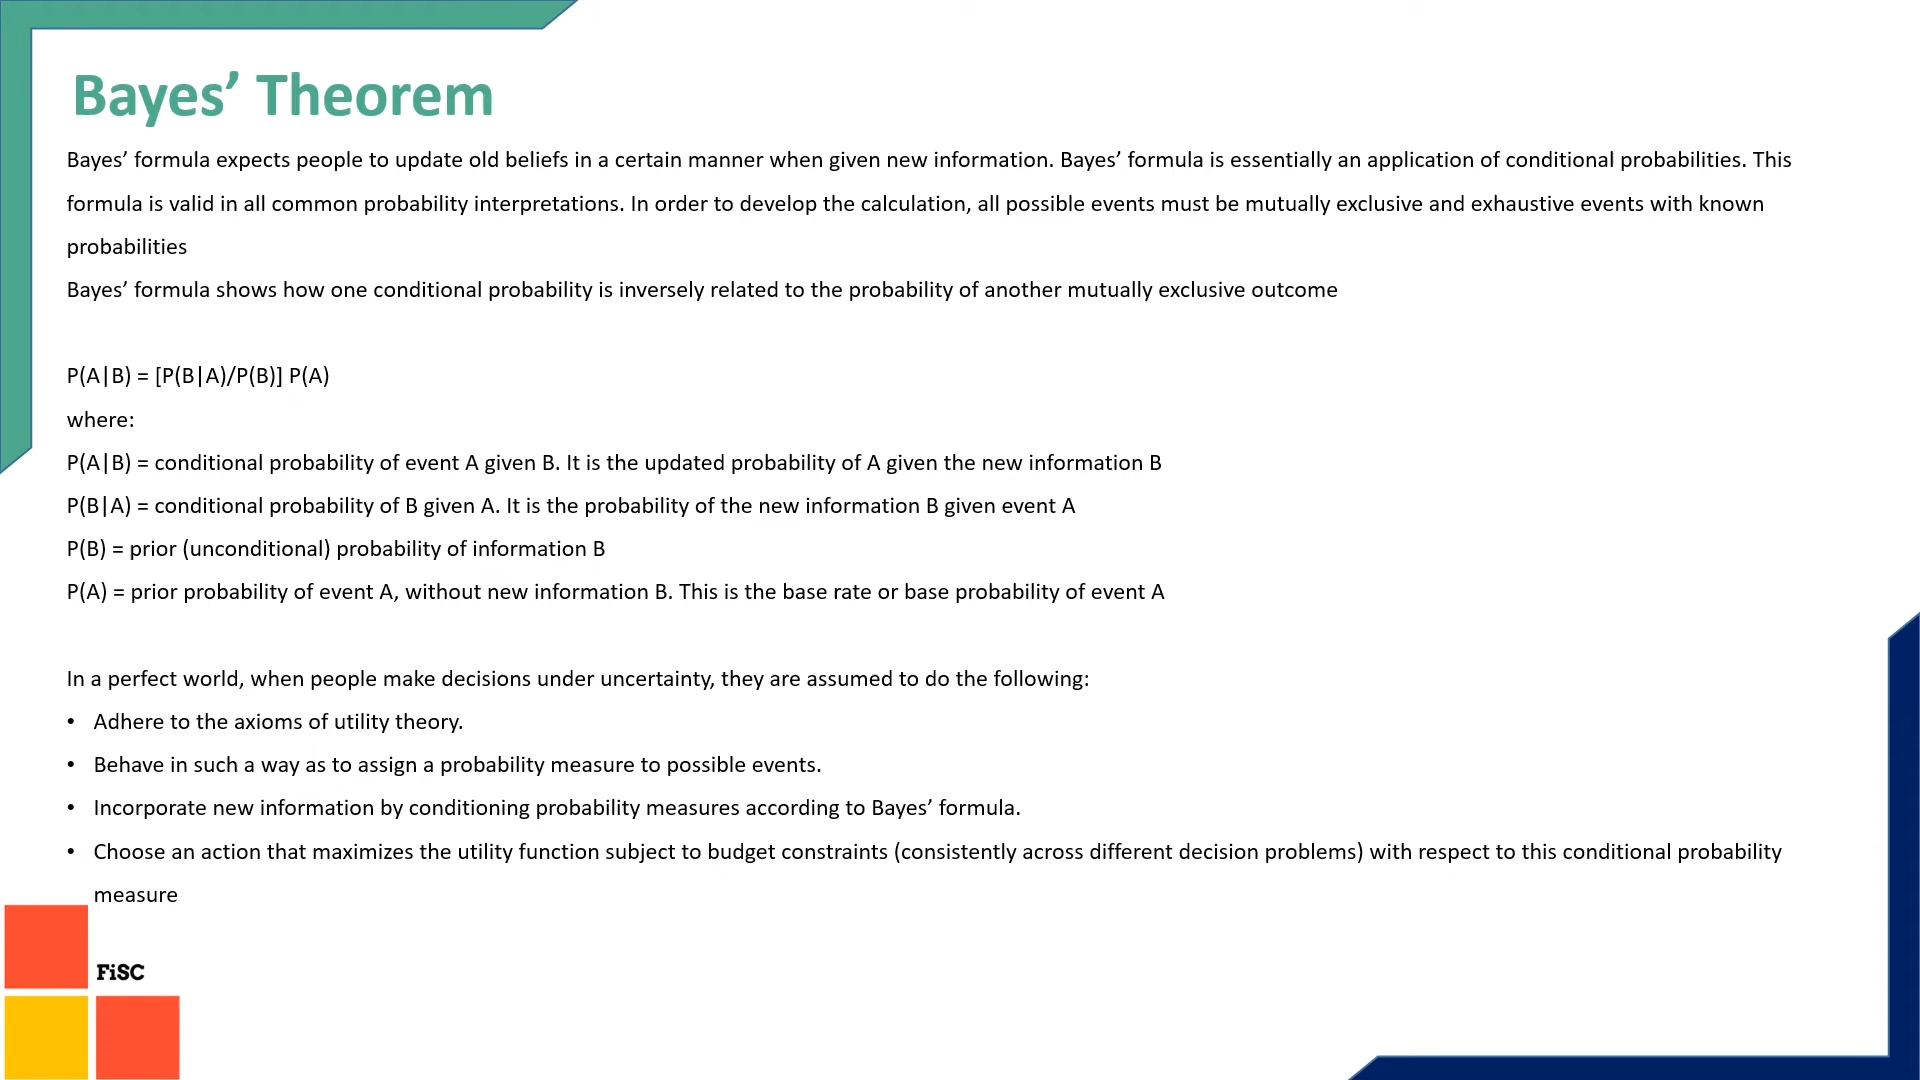 Bayes’ Theorem
Bayes’ formula expects people to update old beliefs in a certain manner when given new information. Bayes’ formula is essentially an application of conditional probabilities. This
formula is valid in all common probability interpretations. In order to develop the calculation, all possible events must be mutually exclusive and exhaustive events with known
probabilities
Bayes’ formula shows how one conditional probability is inversely related to the probability of another mutually exclusive outcome
P(A|B) = [P(B|A)/P(B)] P(A)
where:
P(A|B) = conditional probability of event A given B. It is the updated probability of A given the new information B
P(B|A) = conditional probability of B given A. It is the probability of the new information B given event A
P(B) = prior (unconditional) probability of information B
P(A) = prior probability of event A, without new information B. This is the base rate or base probability of event A
In a perfect world, when people make decisions under uncertainty, they are assumed to do the following:
• Adhere to the axioms of utility theory.
• Behave in such a way as to assign a probability measure to possible events.
• Incorporate new information by conditioning probability measures according to Bayes’ formula.
• Choose an action that maximizes the utility function subject to budget constraints (consistently across different decision problems) with respect to this conditional probability
measure
FiSC